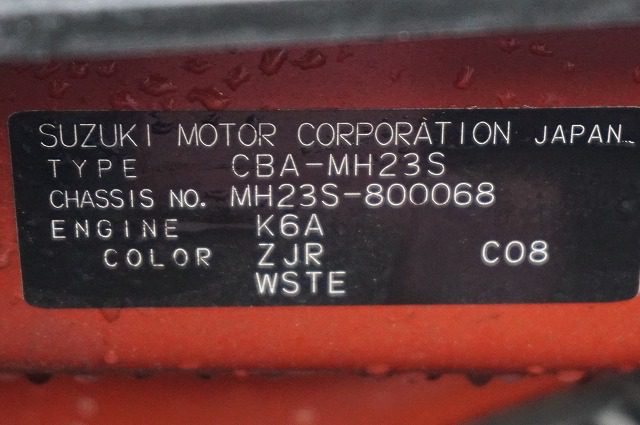 SUZUKI MOTOR CORPORATION JAPAN
TYPE CBA-MH23S
CHASSIS NO. MH23S-800068
ENGINE K6A
COLOR ZJR C08
WSTE